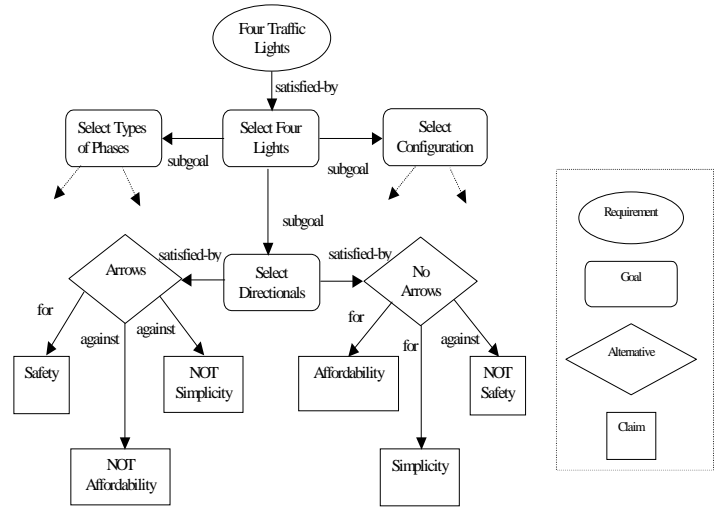 Four Traffic
Lights
satisfied-by
Select Types
of Phases
Select Four
Lights
Select
Configuration
subgoal
subgoal
subgoal
satisfied-by
satisfied-by
Arrows
Select
Directionals
No
Arrows
for
against
against
for
for
against
Safety
NOT
Simplicity
Affordability
NOT
Safety
NOT
Affordability
Simplicity
Requirement
Goal
Alternative
Claim